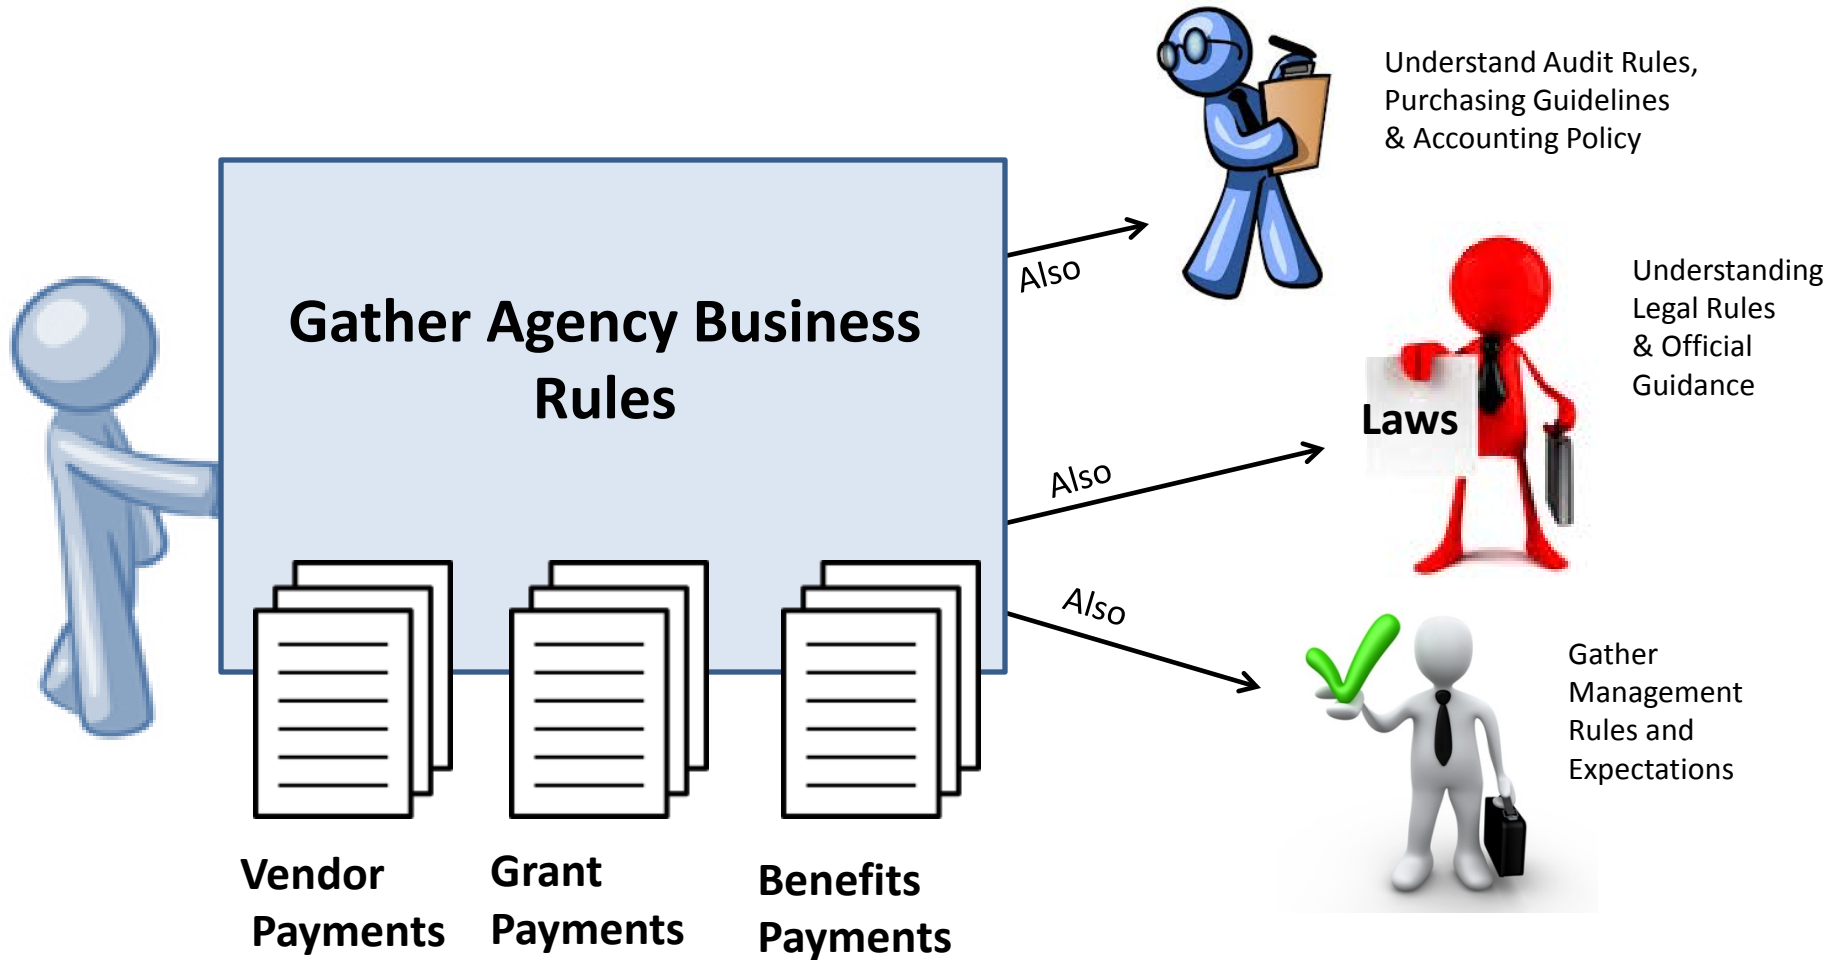 Gather Agency Business
Rules
Vendor
Payments
Grant
Payments
Benefits
Payments
Also
Understand Audit Rules,
Purchasing Guidelines
& Accounting Policy
Also
Laws
Understanding
Legal Rules
& Official
Guidance
Also
Gather
Management
Rules and
Expectations